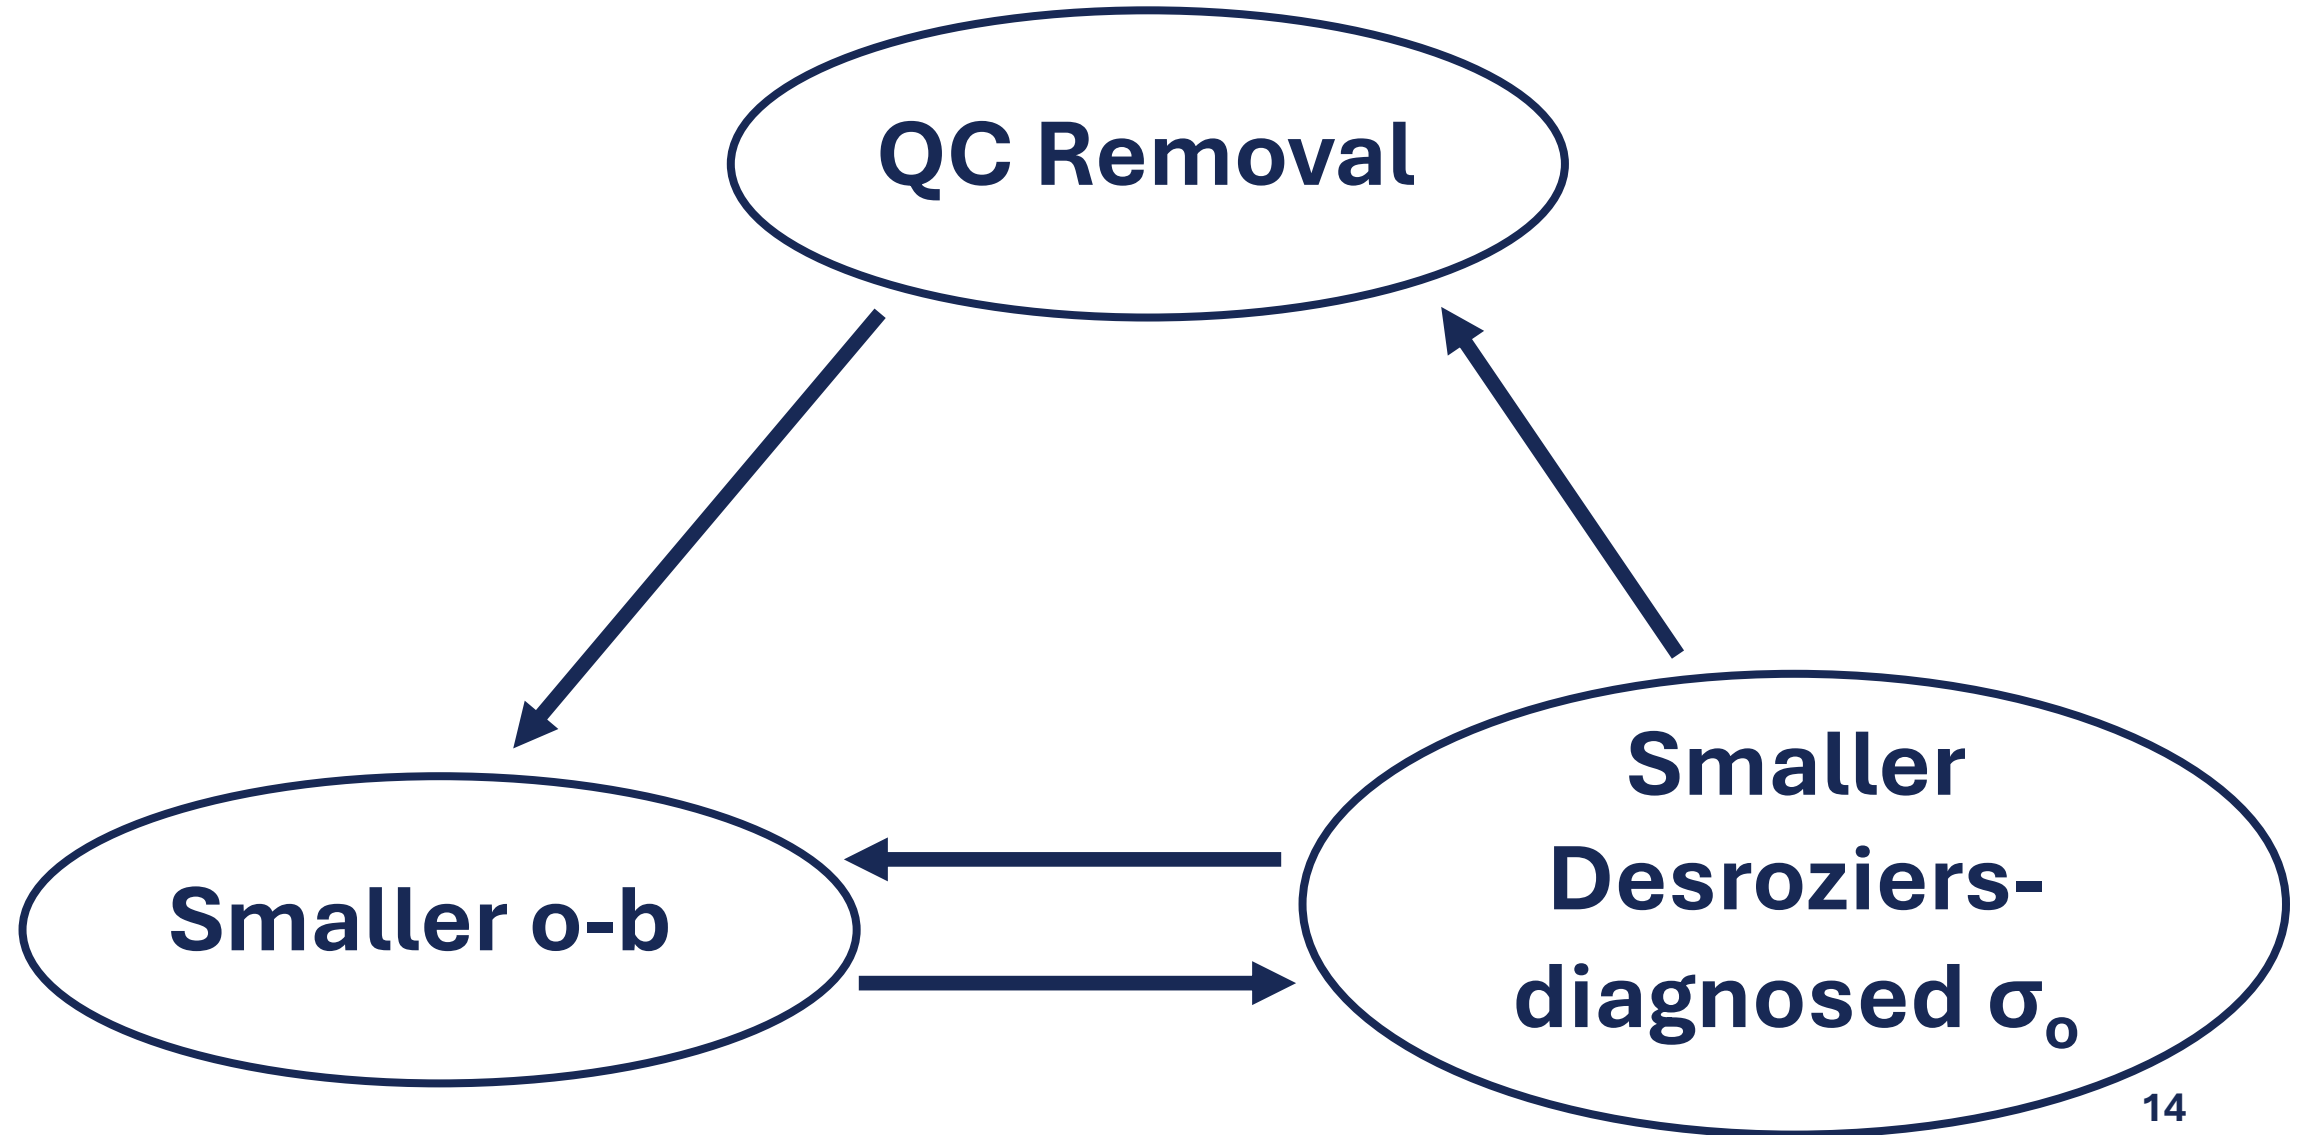 QC Removal
Smaller o-b
Smaller
Desroziers-
diagnosed σₒ
14